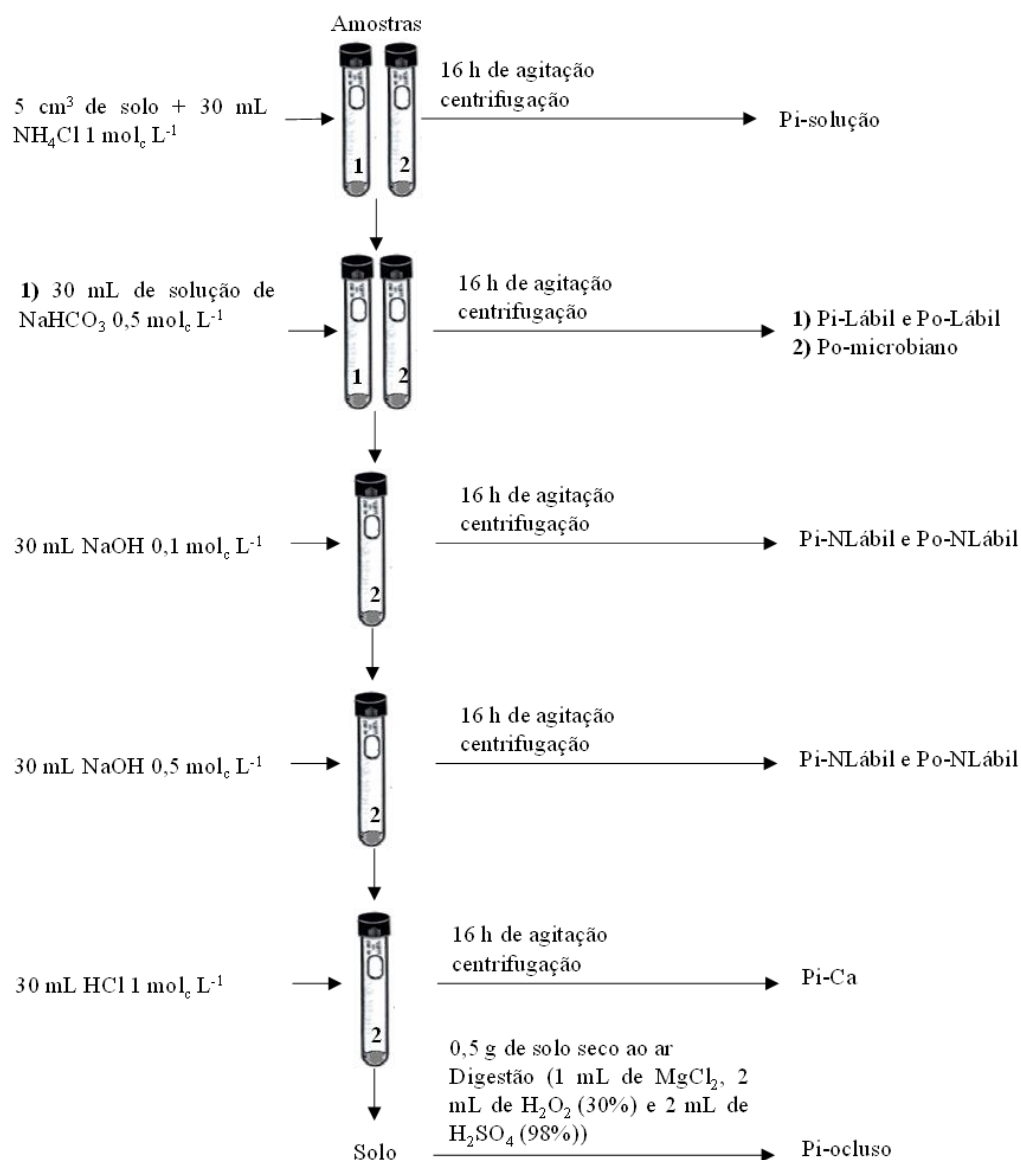 Amostras
5 cm³ de solo + 30 mL
NH₄Cl 1 mol꜀ L⁻¹
16 h de agitação
centrifugação
Pi-solução
1 2
1) 30 mL de solução de
NaHCO₃ 0,5 mol꜀ L⁻¹
16 h de agitação
centrifugação
1) Pi-Lábil e Po-Lábil
2) Po-microbiano
1 2
30 mL NaOH 0,1 mol꜀ L⁻¹
16 h de agitação
centrifugação
Pi-NLábil e Po-NLábil
2
30 mL NaOH 0,5 mol꜀ L⁻¹
16 h de agitação
centrifugação
Pi-NLábil e Po-NLábil
2
30 mL HCl 1 mol꜀ L⁻¹
16 h de agitação
centrifugação
Pi-Ca
2
0,5 g de solo seco ao ar
Digestão (1 mL de MgCl₂, 2
mL de H₂O₂ (30%) e 2 mL de
H₂SO₄ (98%))
Solo
Pi-ocluso